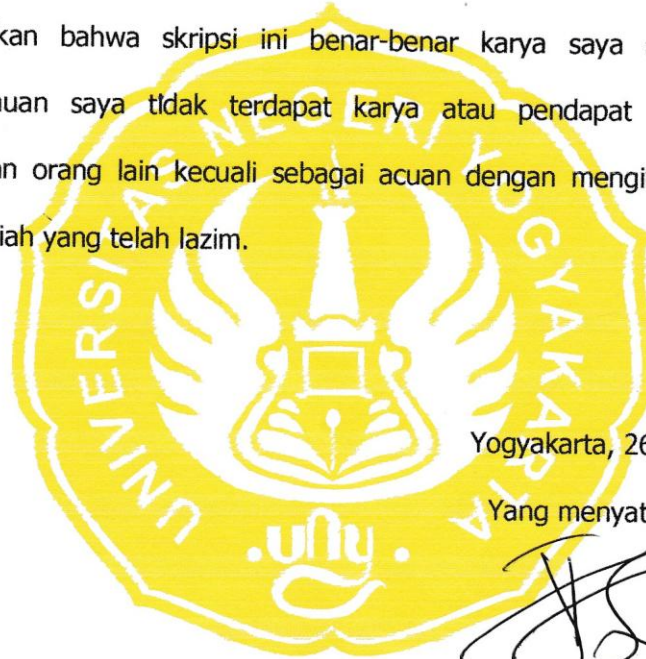 kan bahwa skripsi ini benar-benar karya saya
uan saya tidak terdapat karya atau pendapat
n orang lain kecuali sebagai acuan dengan mengi
iah yang telah lazim.
UNIVERSITAS NEGERI YOGYAKARTA
uny
Yogyakarta, 26
Yang menyat